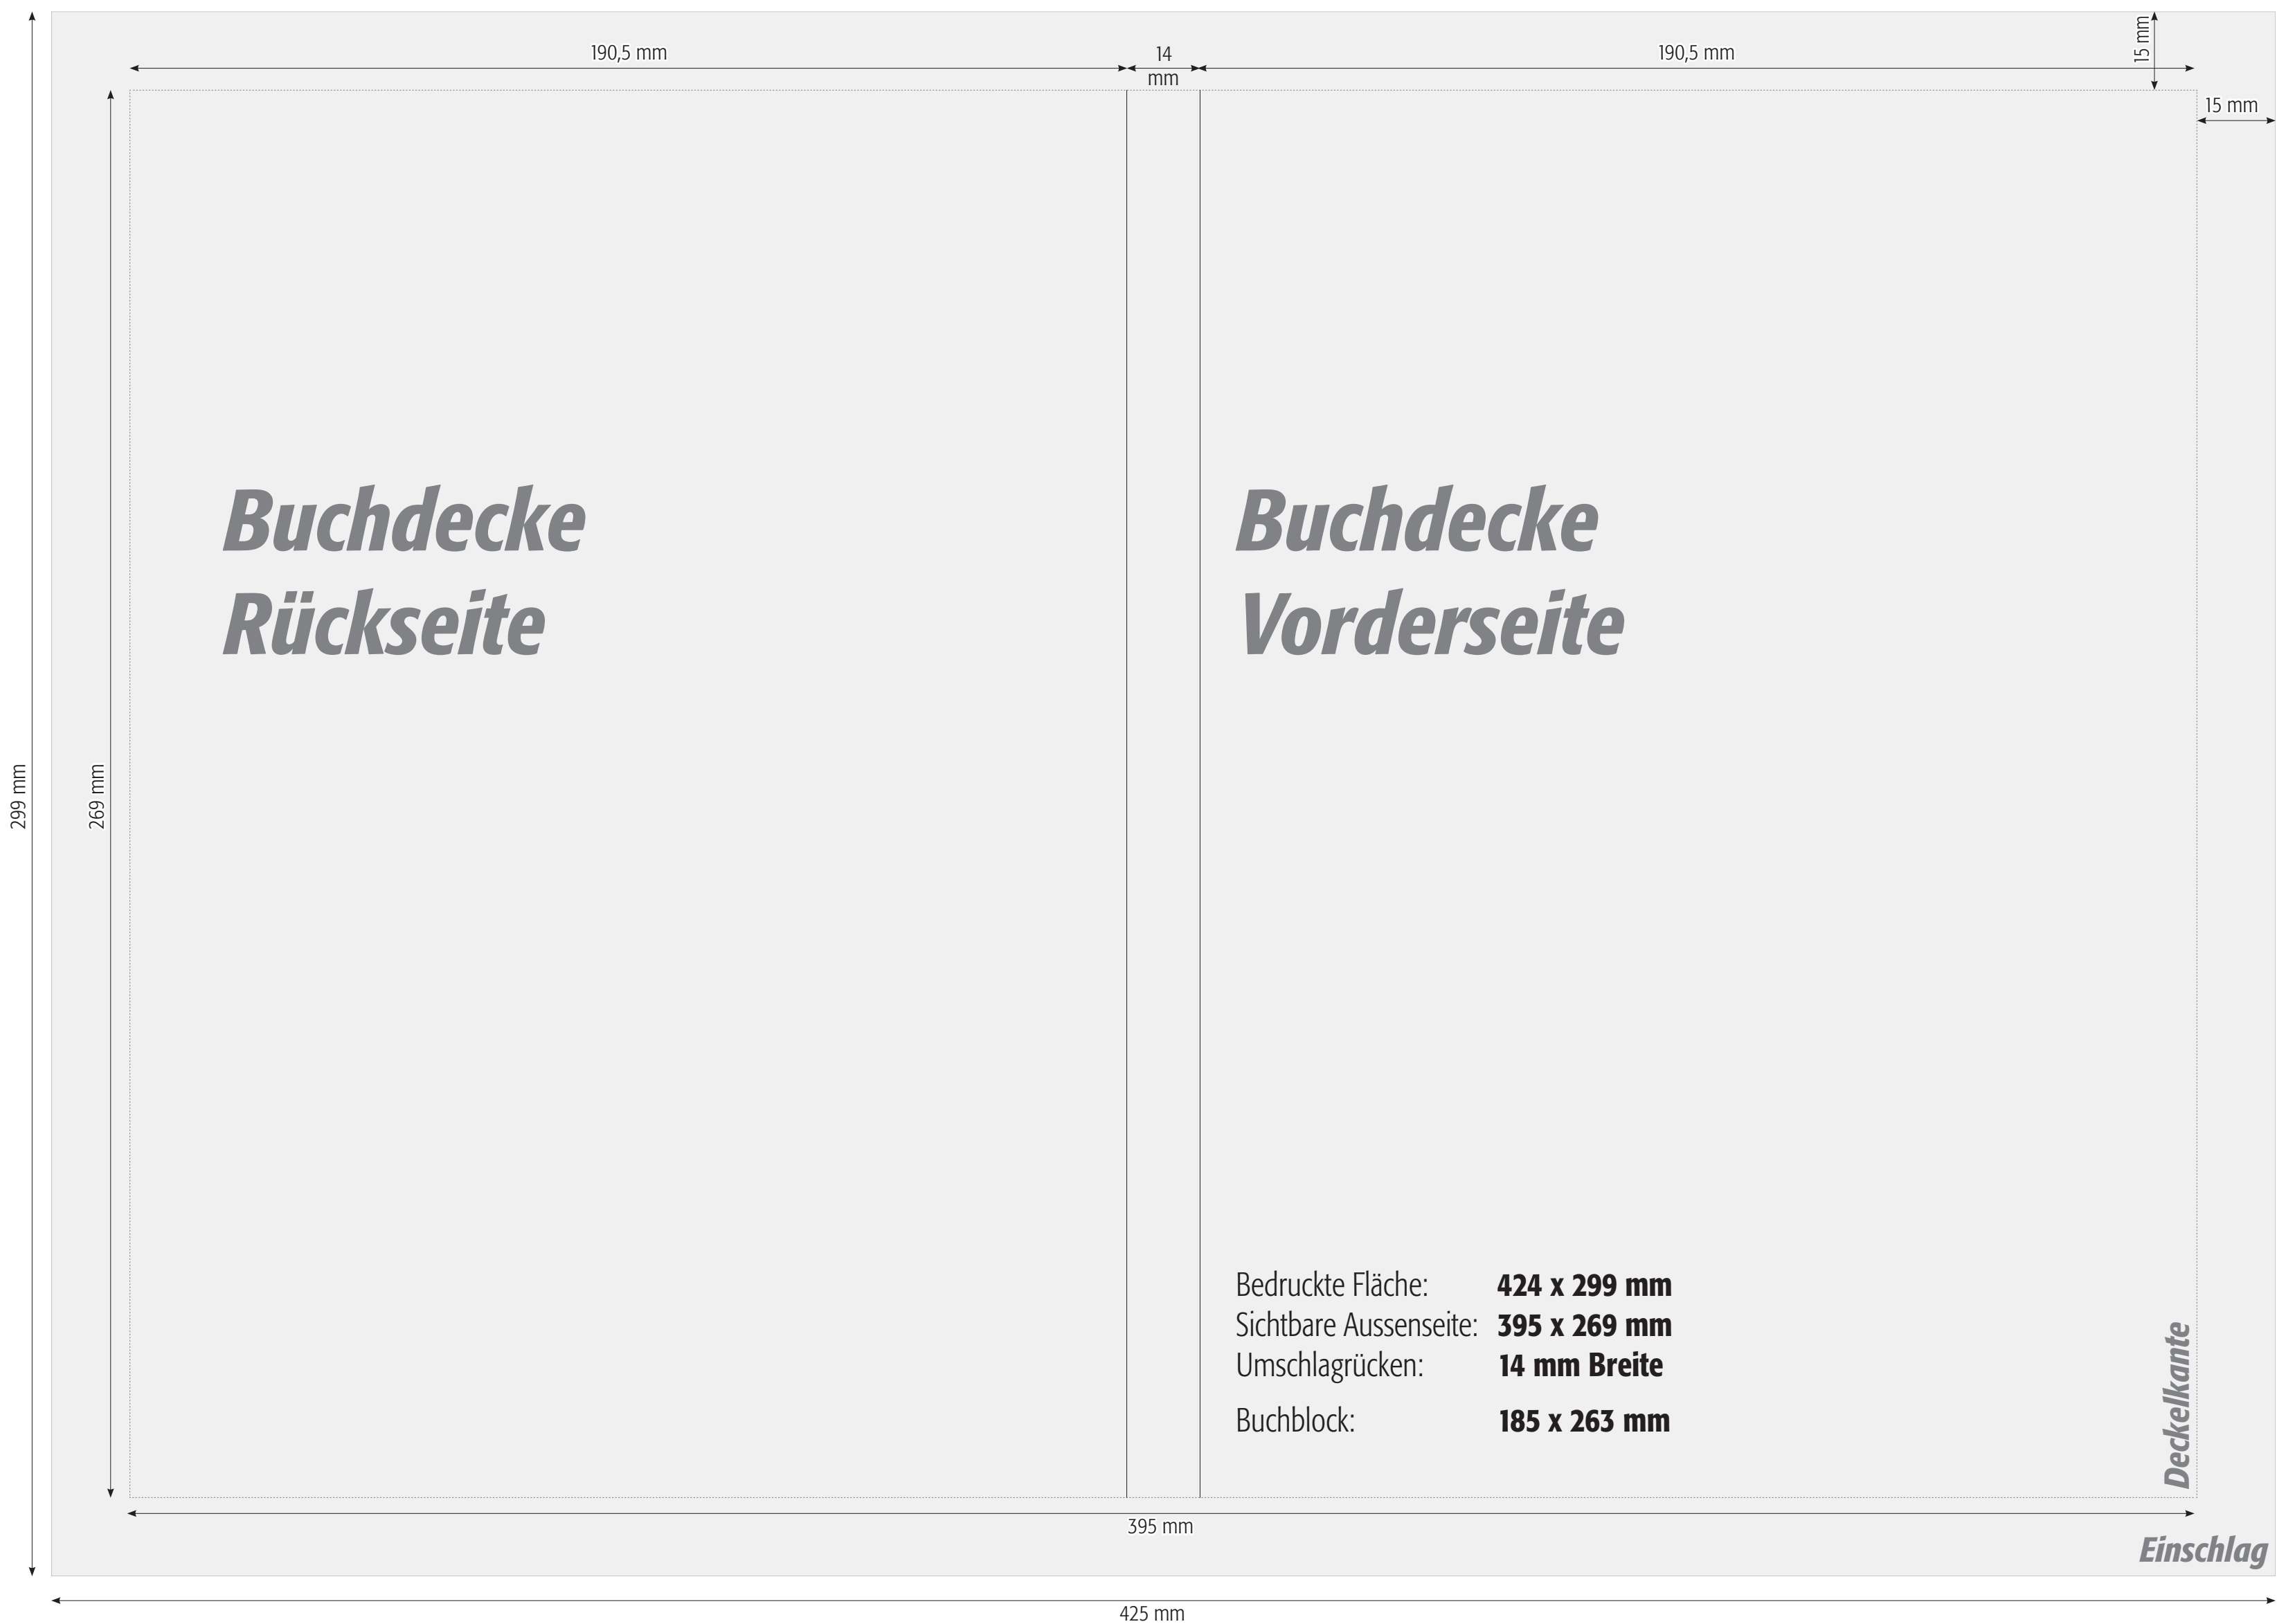 190,5 mm
14
mm
190,5 mm
15 mm
15 mm
Buchdecke
Rückseite
Buchdecke
Vorderseite
299 mm
269 mm
Bedruckte Fläche: 424 x 299 mm
Sichtbare Aussenseite: 395 x 269 mm
Umschlagrücken: 14 mm Breite
Buchblock: 185 x 263 mm
Deckelkante
395 mm
Einschlag
425 mm